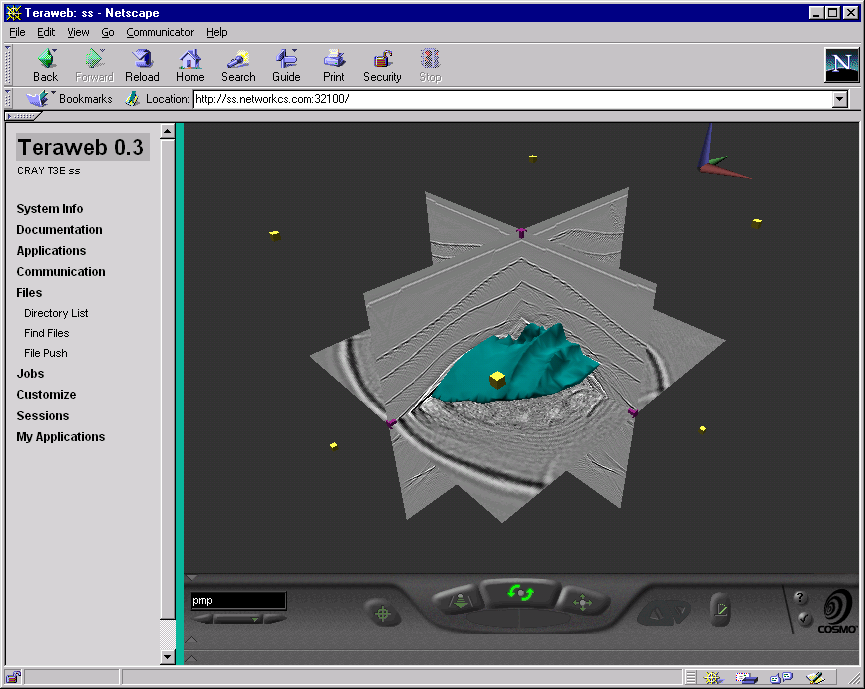 Teraweb: ss - Netscape
File Edit View Go Communicator Help
Back Forward Reload Home Search Guide Print Security Stop
N
Bookmarks Location: http://ss.networkcs.com:32100/
Teraweb 0.3
CRAY T3E ss
System Info
Documentation
Applications
Communication
Files
Directory List
Find Files
File Push
Jobs
Customize
Sessions
My Applications
pmp
?
COSMO